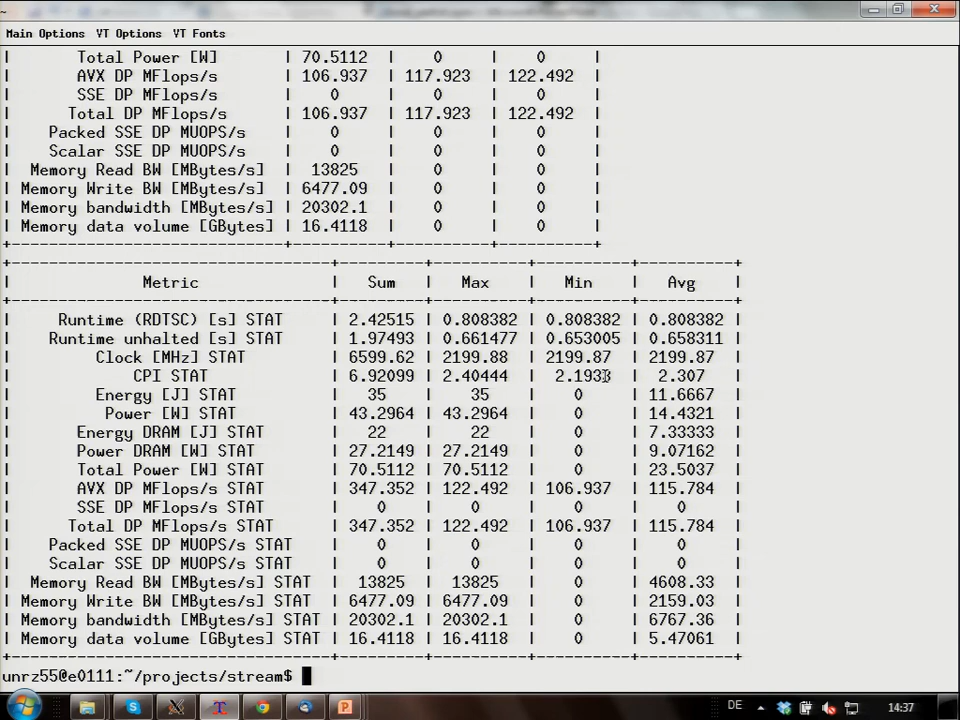 Main Options VT Options VT Fonts
| Total Power [W] | 70.5112 | 0 | 0 |
| AVX DP MFlops/s | 106.937 | 117.923 | 122.492 |
| SSE DP MFlops/s | 0 | 0 | 0 |
| Total DP MFlops/s | 106.937 | 117.923 | 122.492 |
| Packed SSE DP MUOPS/s | 0 | 0 | 0 |
| Scalar SSE DP MUOPS/s | 0 | 0 | 0 |
| Memory Read BW [MBytes/s] | 13825 | 0 | 0 |
| Memory Write BW [MBytes/s] | 6477.09 | 0 | 0 |
| Memory bandwidth [MBytes/s] | 20302.1 | 0 | 0 |
| Memory data volume [GBytes] | 16.4118 | 0 | 0 |
| Metric | Sum | Max | Min | Avg |
| Runtime (RDTSC) [s] STAT | 2.42515 | 0.808382 | 0.808382 | 0.808382 |
| Runtime unhalted [s] STAT | 1.97493 | 0.661477 | 0.653005 | 0.658311 |
| Clock [MHz] STAT | 6599.62 | 2199.88 | 2199.87 | 2199.87 |
| CPI STAT | 6.92099 | 2.40444 | 2.1933 | 2.307 |
| Energy [J] STAT | 35 | 35 | 0 | 11.6667 |
| Power [W] STAT | 43.2964 | 43.2964 | 0 | 14.4321 |
| Energy DRAM [J] STAT | 22 | 22 | 0 | 7.33333 |
| Power DRAM [W] STAT | 27.2149 | 27.2149 | 0 | 9.07162 |
| Total Power [W] STAT | 70.5112 | 70.5112 | 0 | 23.5037 |
| AVX DP MFlops/s STAT | 347.352 | 122.492 | 106.937 | 115.784 |
| SSE DP MFlops/s STAT | 0 | 0 | 0 | 0 |
| Total DP MFlops/s STAT | 347.352 | 122.492 | 106.937 | 115.784 |
| Packed SSE DP MUOPS/s STAT | 0 | 0 | 0 | 0 |
| Scalar SSE DP MUOPS/s STAT | 0 | 0 | 0 | 0 |
| Memory Read BW [MBytes/s] STAT | 13825 | 13825 | 0 | 4608.33 |
| Memory Write BW [MBytes/s] STAT | 6477.09 | 6477.09 | 0 | 2159.03 |
| Memory bandwidth [MBytes/s] STAT | 20302.1 | 20302.1 | 0 | 6767.36 |
| Memory data volume [GBytes] STAT | 16.4118 | 16.4118 | 0 | 5.47061 |
unrz55@e0111:~/projects/stream$
DE 14:37